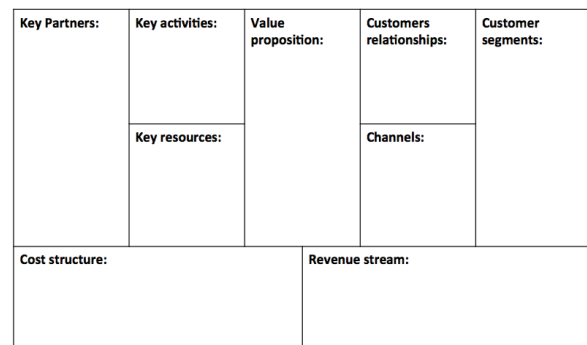 Key Partners:
Key activities:
Value
proposition:
Customers
relationships:
Customer
segments:
Key resources:
Channels:
Cost structure:
Revenue stream: